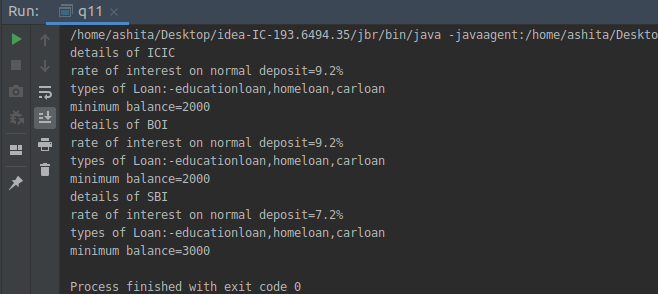 Run: q11
/home/ashita/Desktop/idea-IC-193.6494.35/jbr/bin/java -javaagent:/home/ashita/Deskto
details of ICIC
rate of interest on normal deposit=9.2%
types of Loan:-educationloan,homeloan,carloan
minimum balance=2000
details of BOI
rate of interest on normal deposit=9.2%
types of Loan:-educationloan,homeloan,carloan
minimum balance=2000
details of SBI
rate of interest on normal deposit=7.2%
types of Loan:-educationloan,homeloan,carloan
minimum balance=3000
Process finished with exit code 0